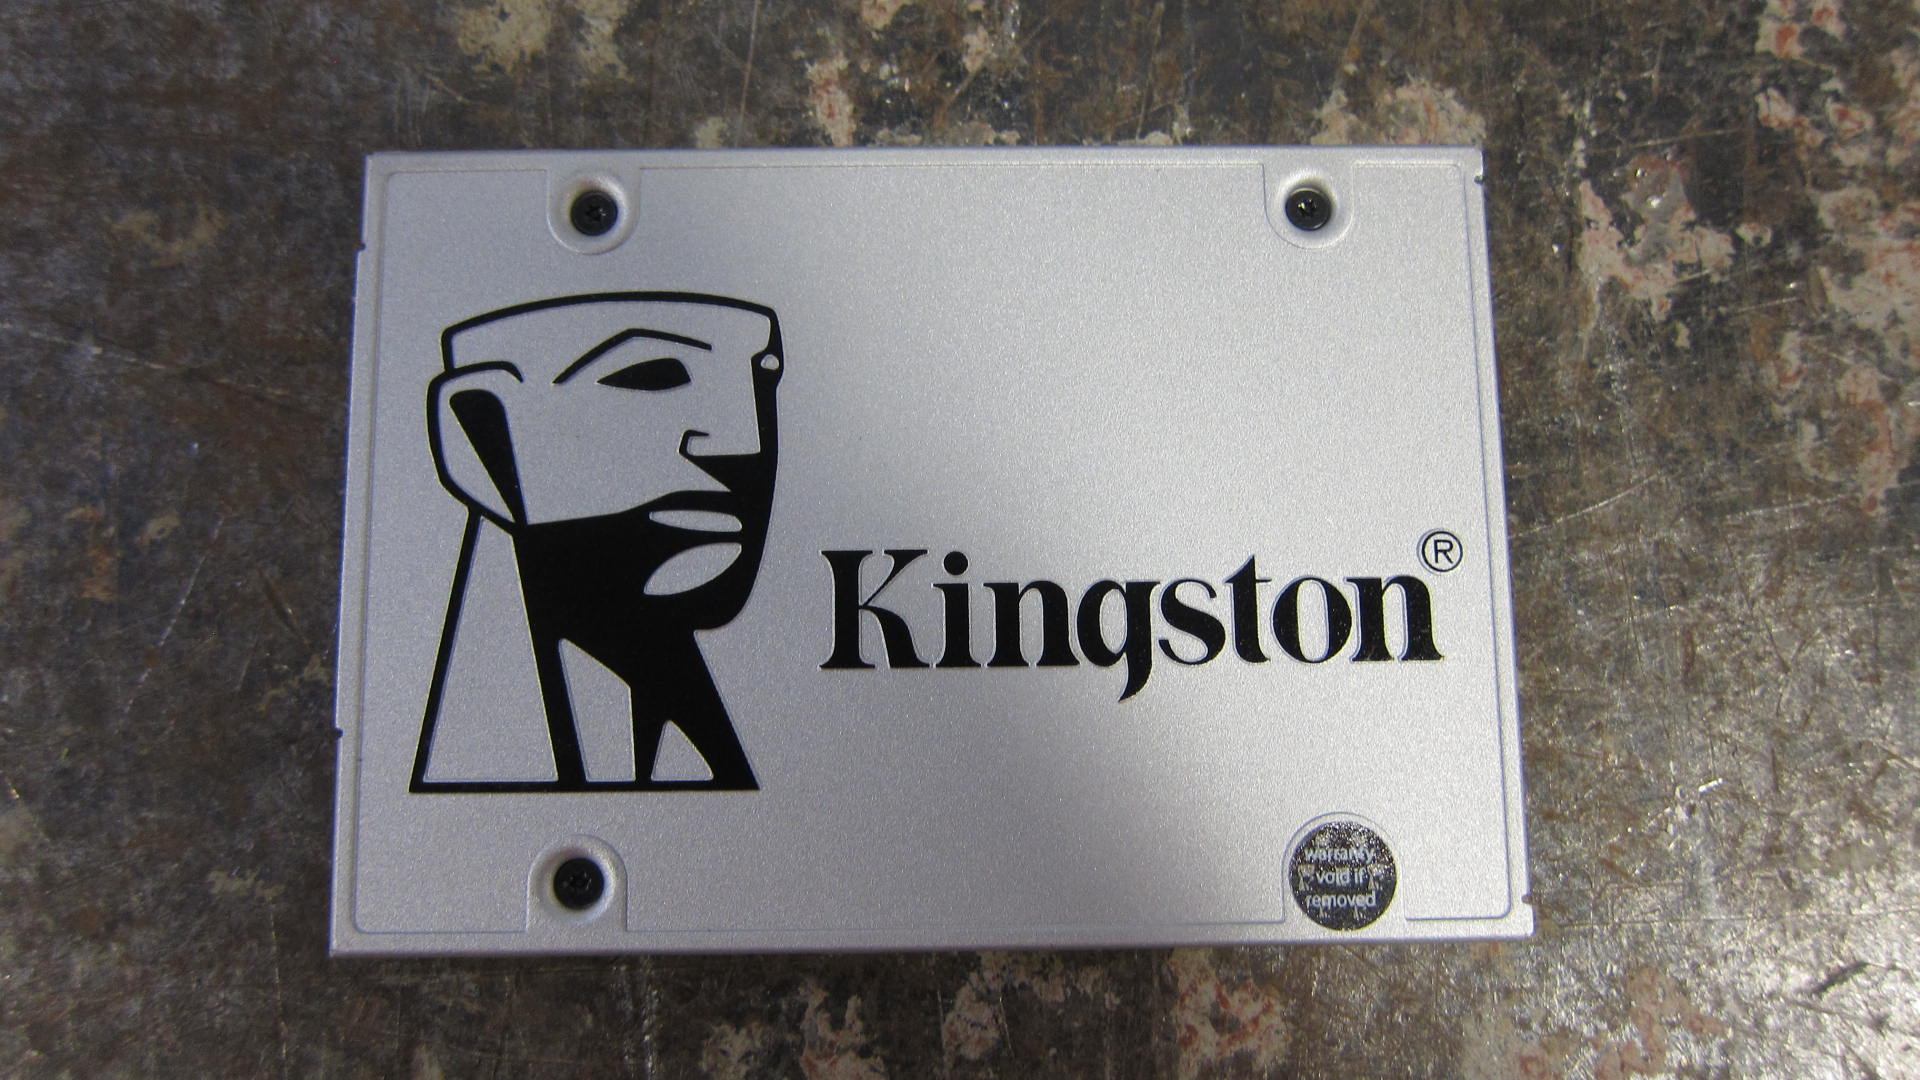 Kingston®
warranty
void if
removed